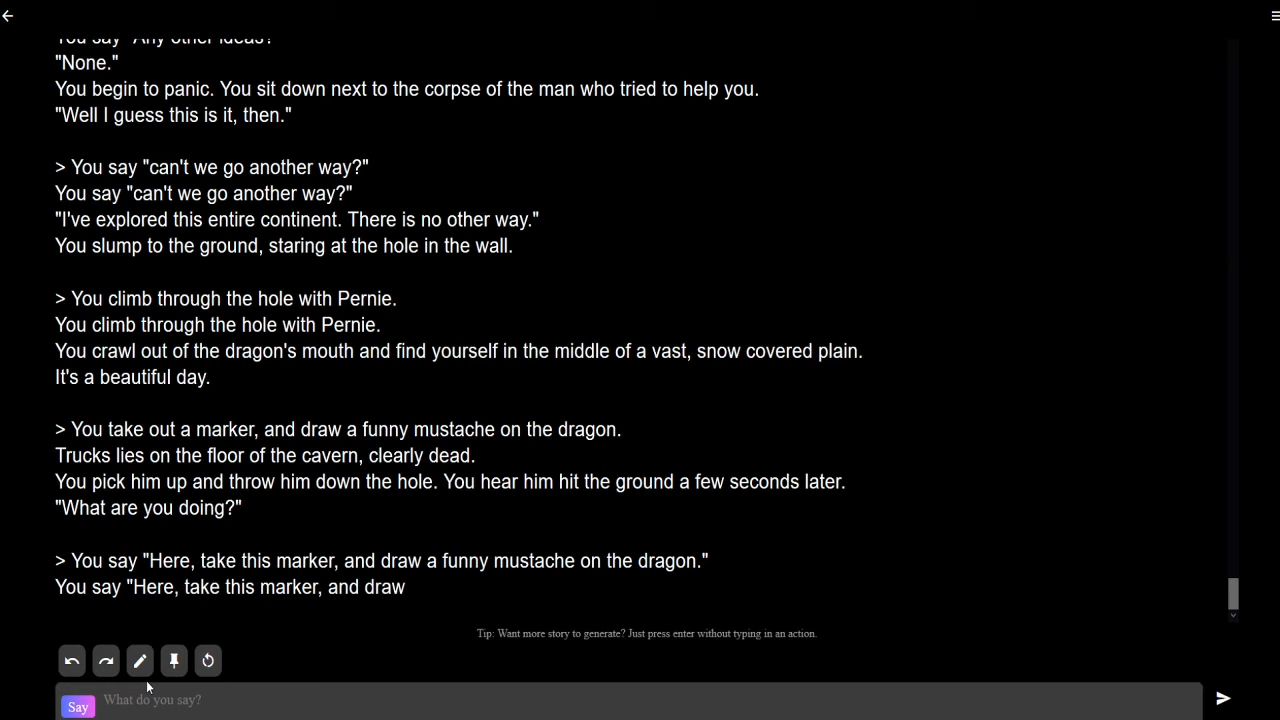 You say "Any other ideas?"
"None."
You begin to panic. You sit down next to the corpse of the man who tried to help you.
"Well I guess this is it, then."
> You say "can't we go another way?"
You say "can't we go another way?"
"I've explored this entire continent. There is no other way."
You slump to the ground, staring at the hole in the wall.
> You climb through the hole with Pernie.
You climb through the hole with Pernie.
You crawl out of the dragon's mouth and find yourself in the middle of a vast, snow covered plain.
It's a beautiful day.
> You take out a marker, and draw a funny mustache on the dragon.
Trucks lies on the floor of the cavern, clearly dead.
You pick him up and throw him down the hole. You hear him hit the ground a few seconds later.
"What are you doing?"
> You say "Here, take this marker, and draw a funny mustache on the dragon."
You say "Here, take this marker, and draw
Tip: Want more story to generate? Just press enter without typing in an action.
Say What do you say?